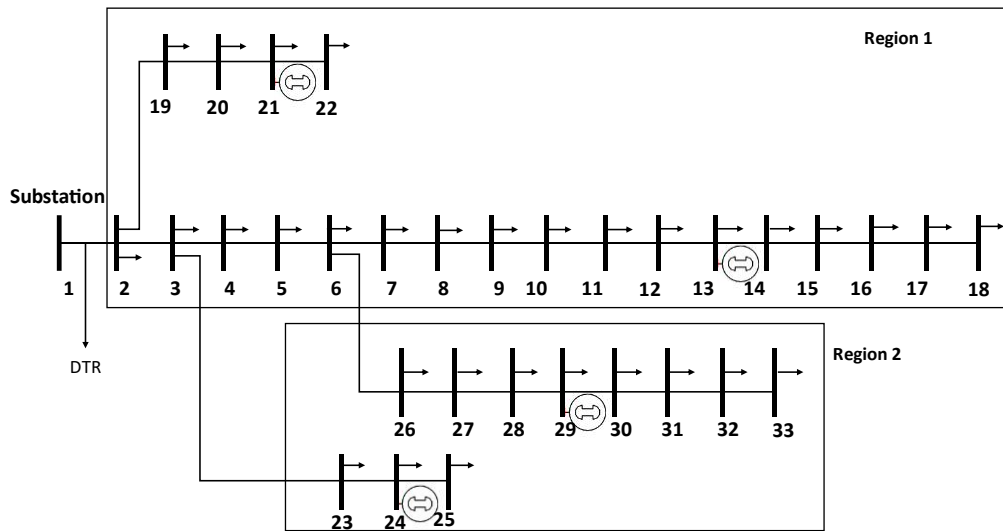 Region 1
19 20 21 22
Substation
1 2 3 4 5 6 7 8 9 10 11 12 13 14 15 16 17 18
DTR
Region 2
26 27 28 29 30 31 32 33
23 24 25